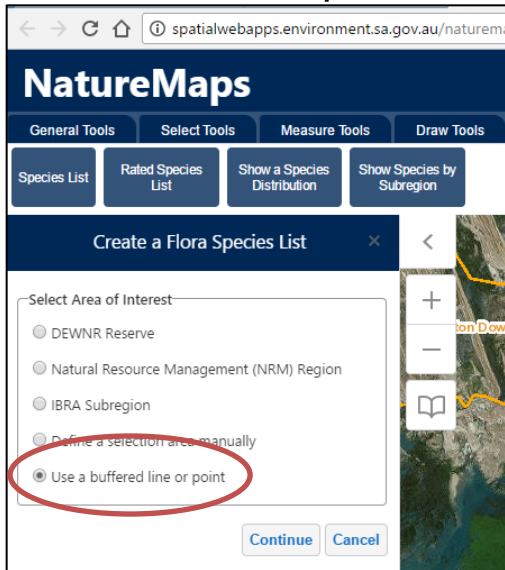 spatialwebapps.environment.sa.gov.au/naturema
NatureMaps
General Tools Select Tools Measure Tools Draw Tools
Species List Rated Species List Show a Species Distribution Show Species by Subregion
Create a Flora Species List ×
Select Area of Interest
DEWNR Reserve
Natural Resource Management (NRM) Region
IBRA Subregion
Define a selection area manually
Use a buffered line or point
Continue Cancel